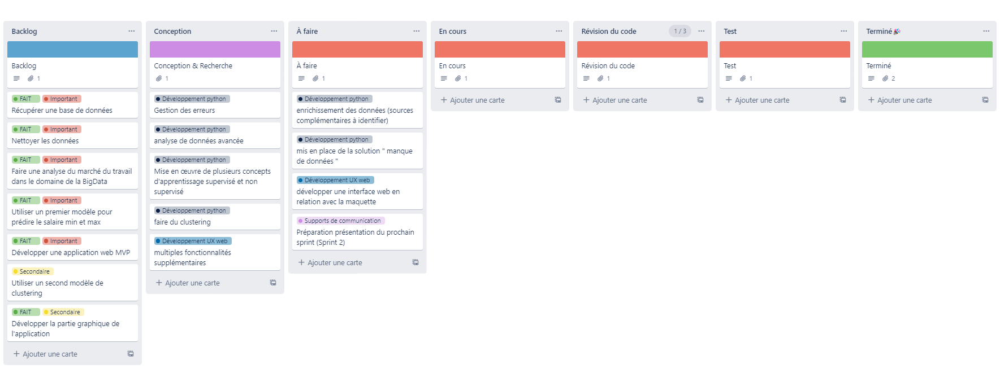 Backlog
Backlog
1
FAIT Important
Récupérer une base de données
FAIT Important
Nettoyer les données
FAIT Important
Faire une analyse du marché du travail
dans le domaine de la BigData
FAIT Important
Utiliser un premier modèle pour
prédire le salaire min et max
FAIT Important
Développer une application web MVP
Secondaire
Utiliser un second modèle de
clustering
FAIT Secondaire
Développer la partie graphique de
l'application
+ Ajouter une carte
Conception
Conception & Recherche
1
Développement python
Gestion des erreurs
Développement python
analyse de données avancée
Développement python
Mise en œuvre de plusieurs concepts
d'apprentissage supervisé et non
supervisé
Développement python
faire du clustering
Développement UX web
multiples fonctionnalités
supplémentaires
+ Ajouter une carte
À faire
À faire
1
Développement python
enrichissement des données (sources
complémentaires à identifier)
Développement python
mis en place de la solution " manque
de données "
Développement UX web
développer une interface web en
relation avec la maquette
Supports de communication
Préparation présentation du prochain
sprint (Sprint 2)
+ Ajouter une carte
En cours
En cours
1
+ Ajouter une carte
Révision du code 1 / 3
Révision du code
1
+ Ajouter une carte
Test
Test
1
+ Ajouter une carte
Terminé🎉
Terminé
2
+ Ajouter une carte